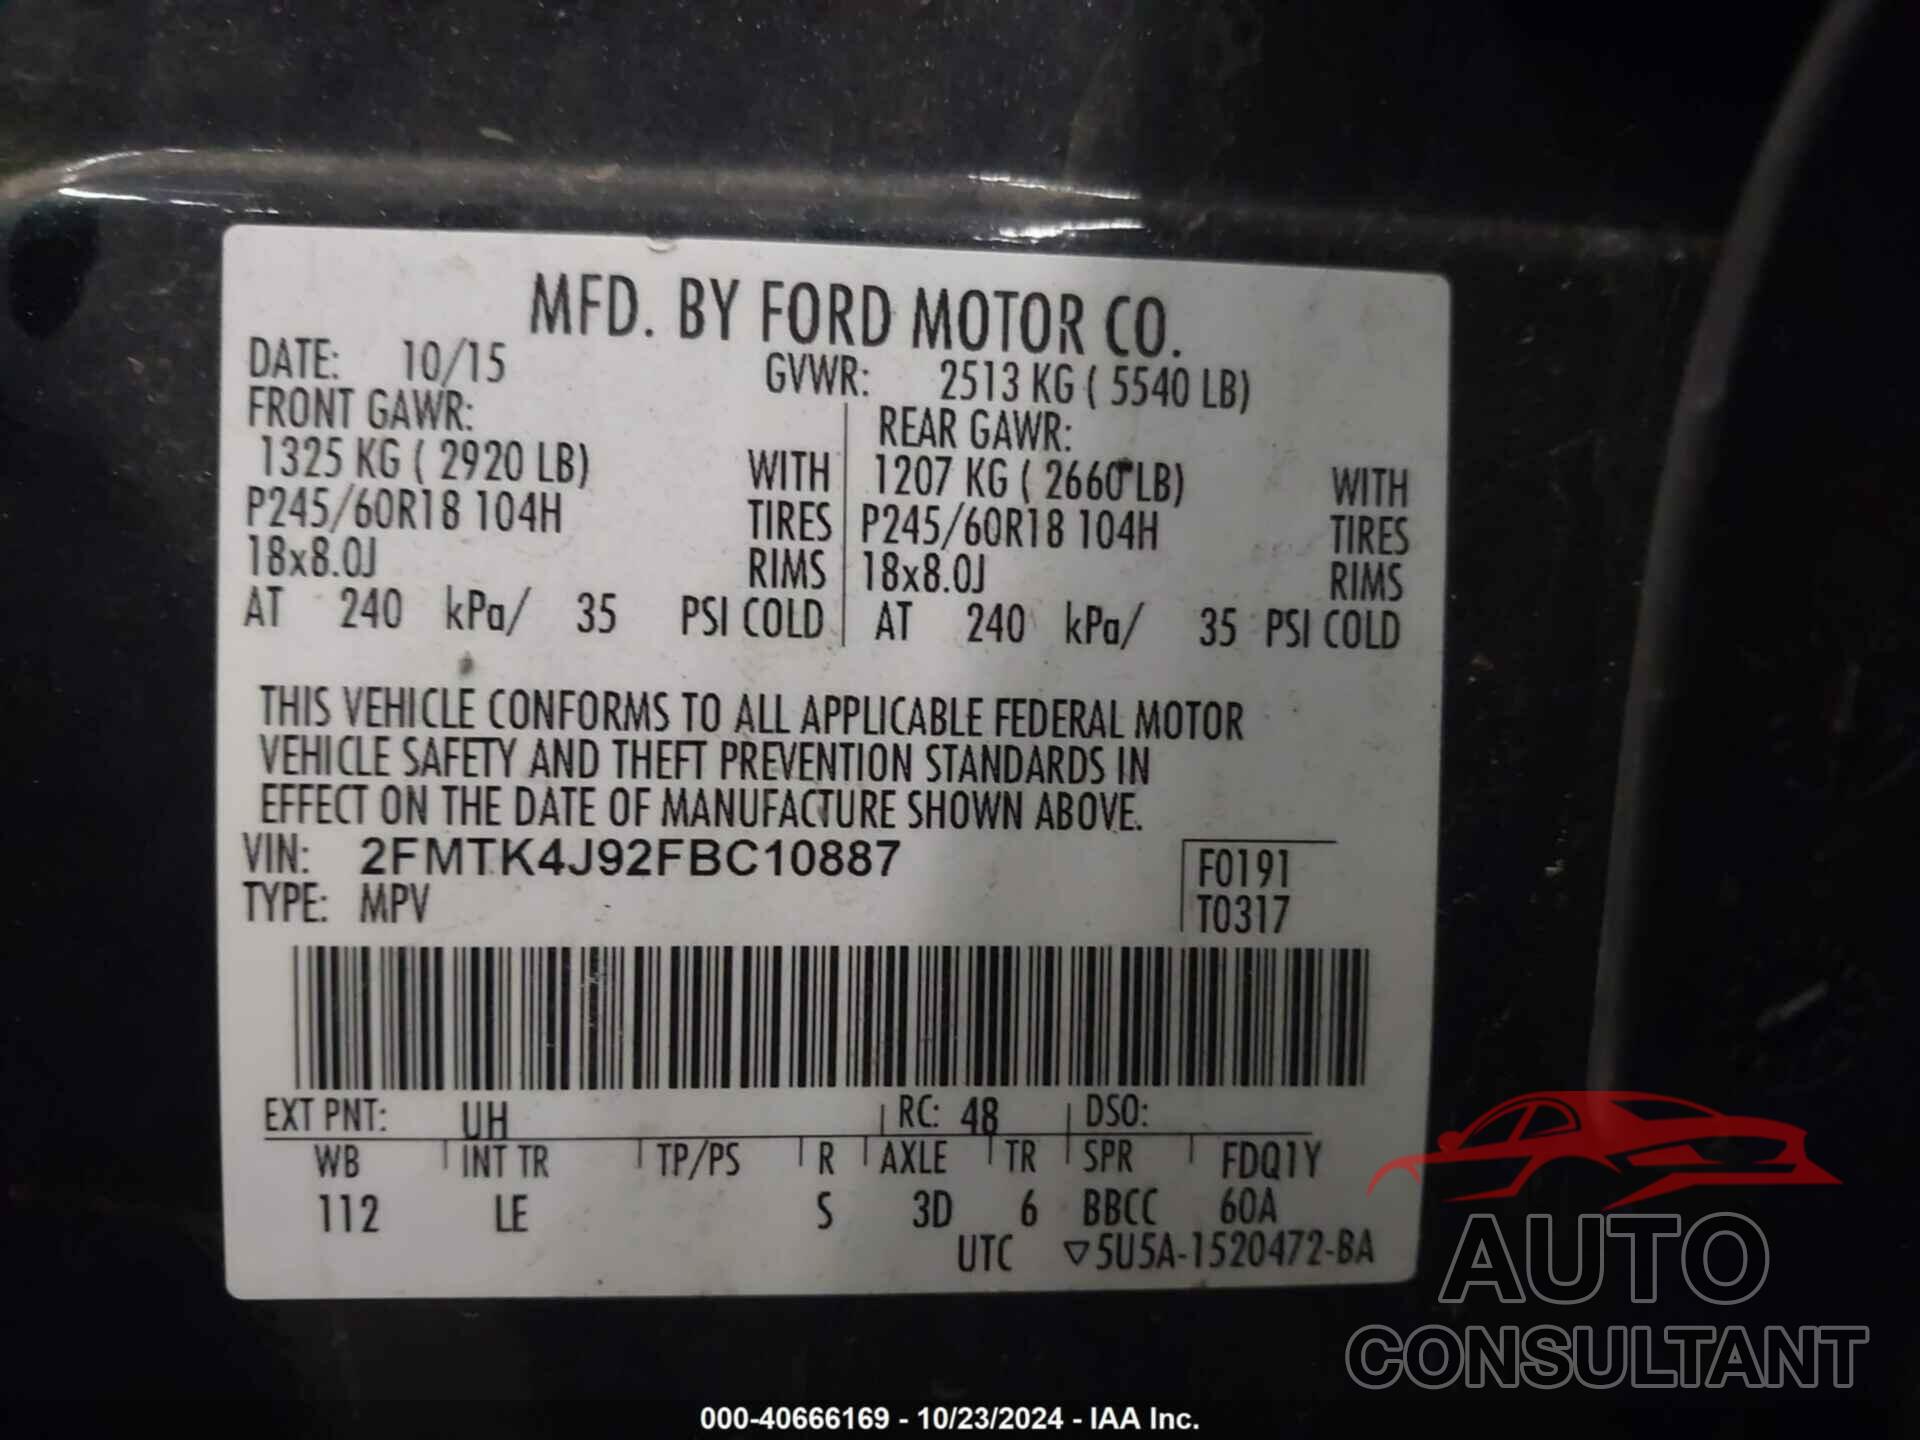 MFD. BY FORD MOTOR CO.
DATE: 10/15 GVWR: 2513 KG ( 5540 LB)
FRONT GAWR: REAR GAWR:
1325 KG ( 2920 LB) WITH 1207 KG ( 2660 LB) WITH
P245/60R18 104H TIRES P245/60R18 104H TIRES
18x8.0J RIMS 18x8.0J RIMS
AT 240 kPa/ 35 PSI COLD AT 240 kPa/ 35 PSI COLD
THIS VEHICLE CONFORMS TO ALL APPLICABLE FEDERAL MOTOR
VEHICLE SAFETY AND THEFT PREVENTION STANDARDS IN
EFFECT ON THE DATE OF MANUFACTURE SHOWN ABOVE.
VIN: 2FMTK4J92FBC10887 F0191
TYPE: MPV T0317
EXT PNT: UH RC: 48 DSO:
WB INT TR TP/PS R AXLE TR SPR FDQ1Y
112 LE S 3D 6 BBCC 60A
UTC ▽5U5A-1520472-BA
AUTO
CONSULTANT
000-40666169 - 10/23/2024 - IAA Inc.